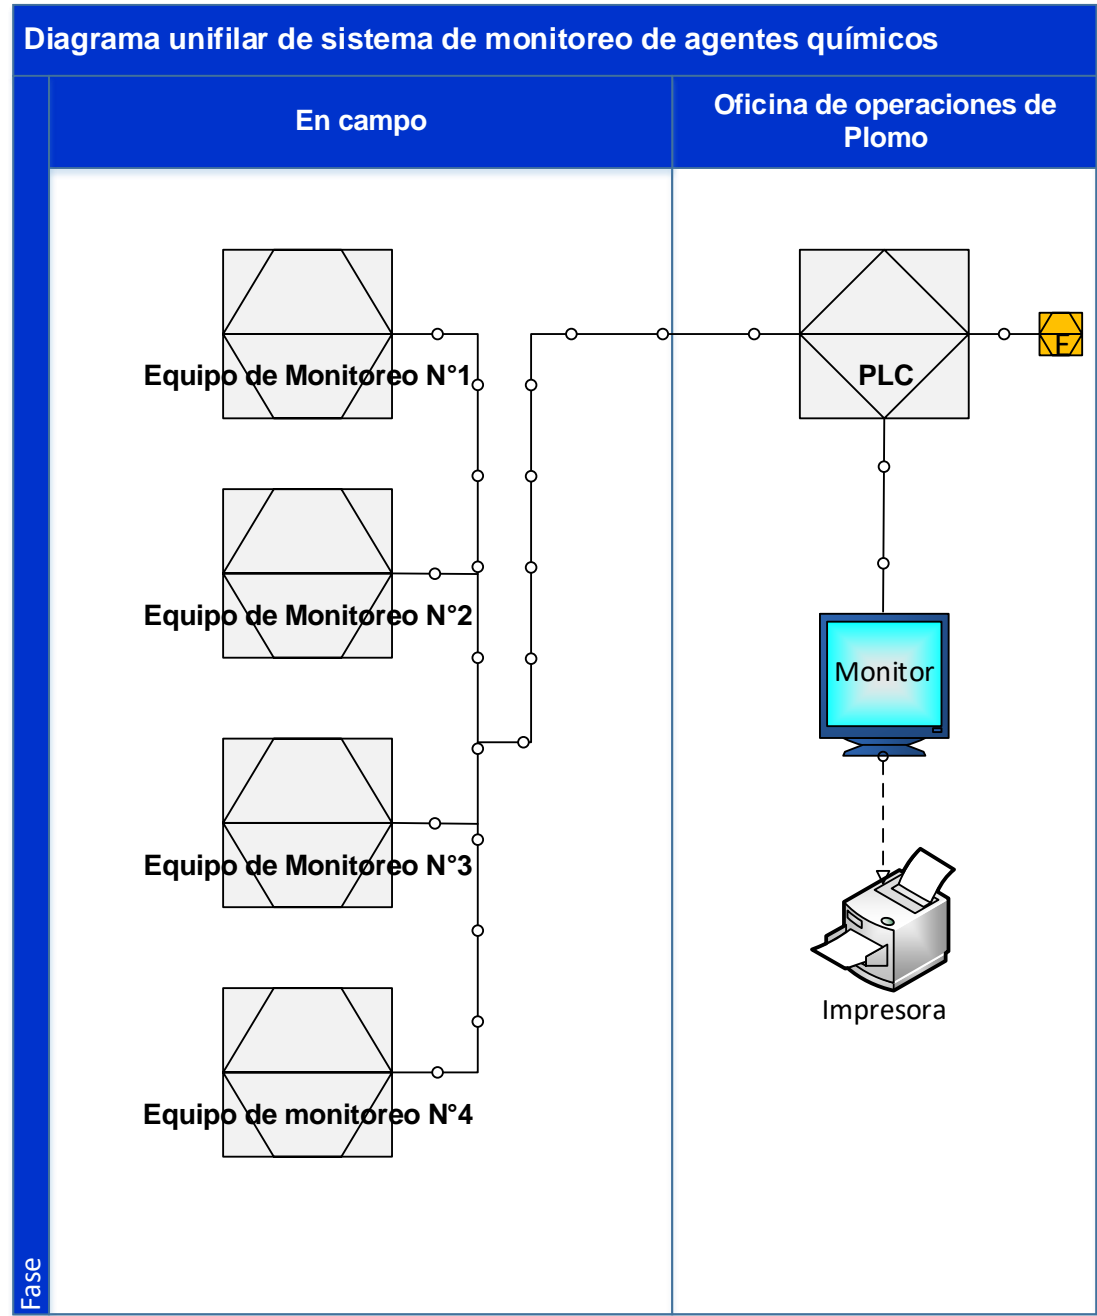 Diagrama unifilar de sistema de monitoreo de agentes químicos
En campo
Oficina de operaciones de
Plomo
Equipo de Monitoreo N°1
PLC
E
Equipo de Monitoreo N°2
Monitor
Equipo de Monitoreo N°3
Impresora
Equipo de monitoreo N°4
Fase